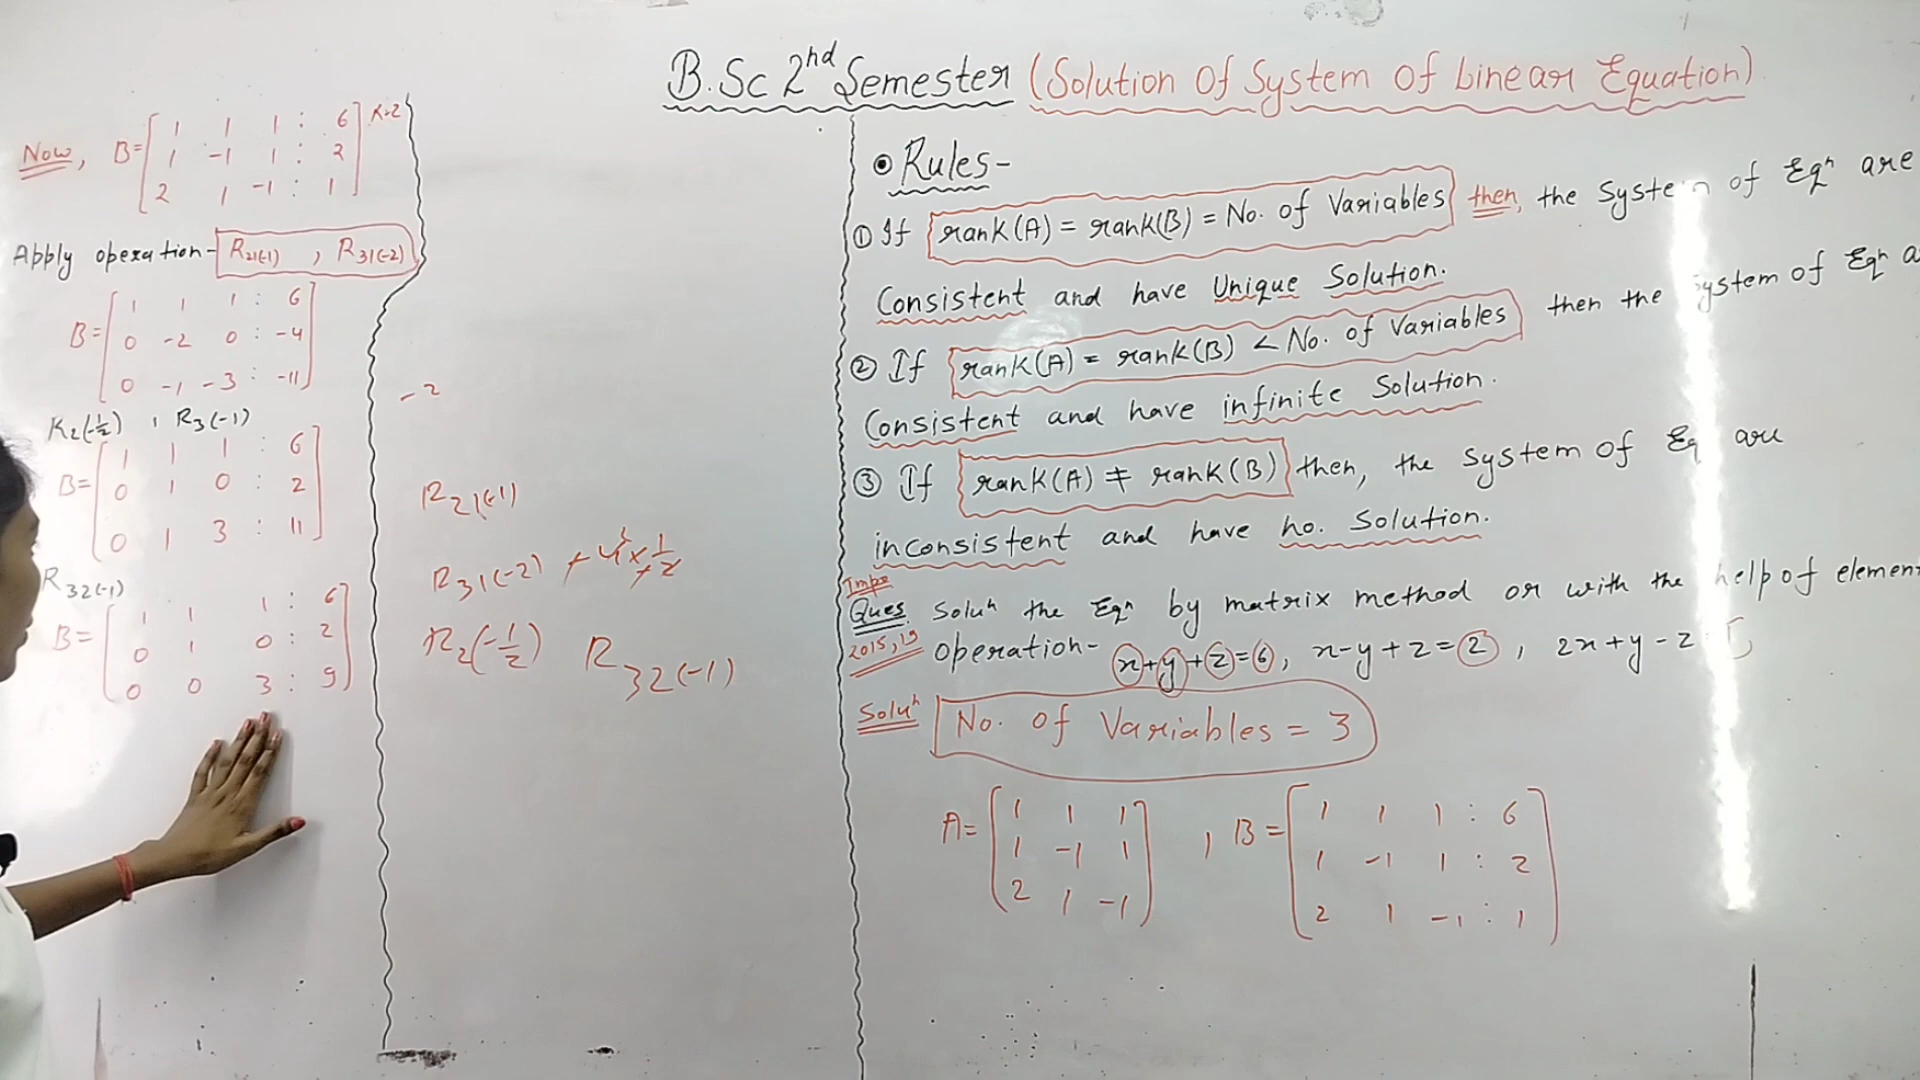 B.Sc 2nd Semester (Solution Of System Of Linear Equation)
Now, B=[1 1 1 : 6
1 -1 1 : 2
2 1 -1 : 1]
Apply operation- R21(-1) , R31(-2)
B=[1 1 1 : 6
0 -2 0 : -4
0 -1 -3 : -11]
R2(-1/2) , R3(-1)
B=[1 1 1 : 6
0 1 0 : 2
0 1 3 : 11]
R32(-1)
B=[1 1 1 : 6
0 1 0 : 2
0 0 3 : 9]
-2
R21(-1)
R31(-2)
R2(-1/2) R32(-1)
• Rules-
① If rank(A) = rank(B) = No. of Variables then, the System of Eqn are
Consistent and have Unique Solution.
② If rank(A) = rank(B) < No. of Variables then the System of Eqn
Consistent and have infinite Solution.
③ If rank(A) ≠ rank(B) then, the System of Eq are
inconsistent and have no. Solution.
Impo
Ques. Soluh the Eqn by matrix method or with the help of element
2015,19 operation- x+y+z=6, x-y+z=2, 2x+y-z
Soluh No. of Variables = 3
A=[1 1 1
1 -1 1
2 1 -1]
, B=[1 1 1 : 6
1 -1 1 : 2
2 1 -1 : 1]